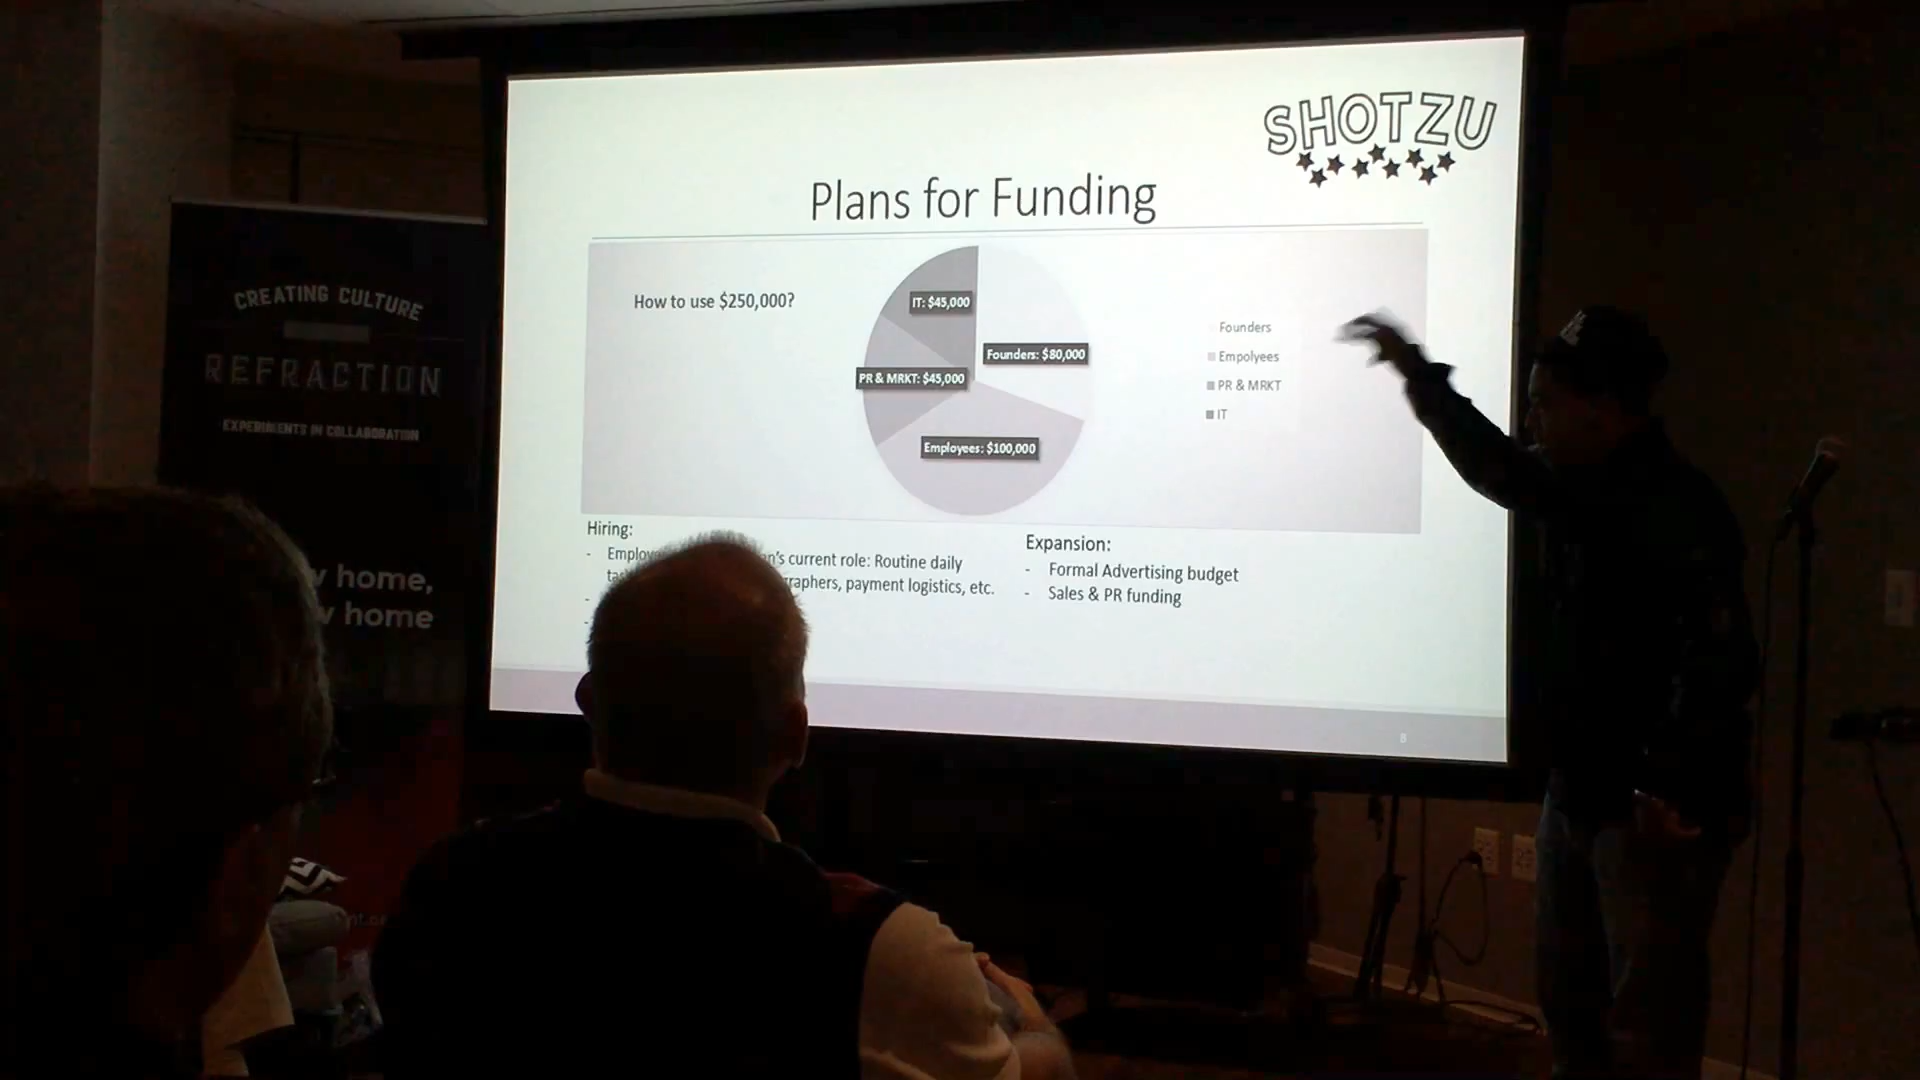 SHOTZU
Plans for Funding
How to use $250,000?
IT: $45,000
Founders: $80,000
PR & MRKT: $45,000
Employees: $100,000
Founders
Empolyees
PR & MRKT
IT
Hiring:
- current role: Routine daily
payment logistics, etc.
-
-
Expansion:
- Formal Advertising budget
- Sales & PR funding
8
CREATING CULTURE
REFRACTION
EXPERIMENTS IN COLLABORATION
home,
home